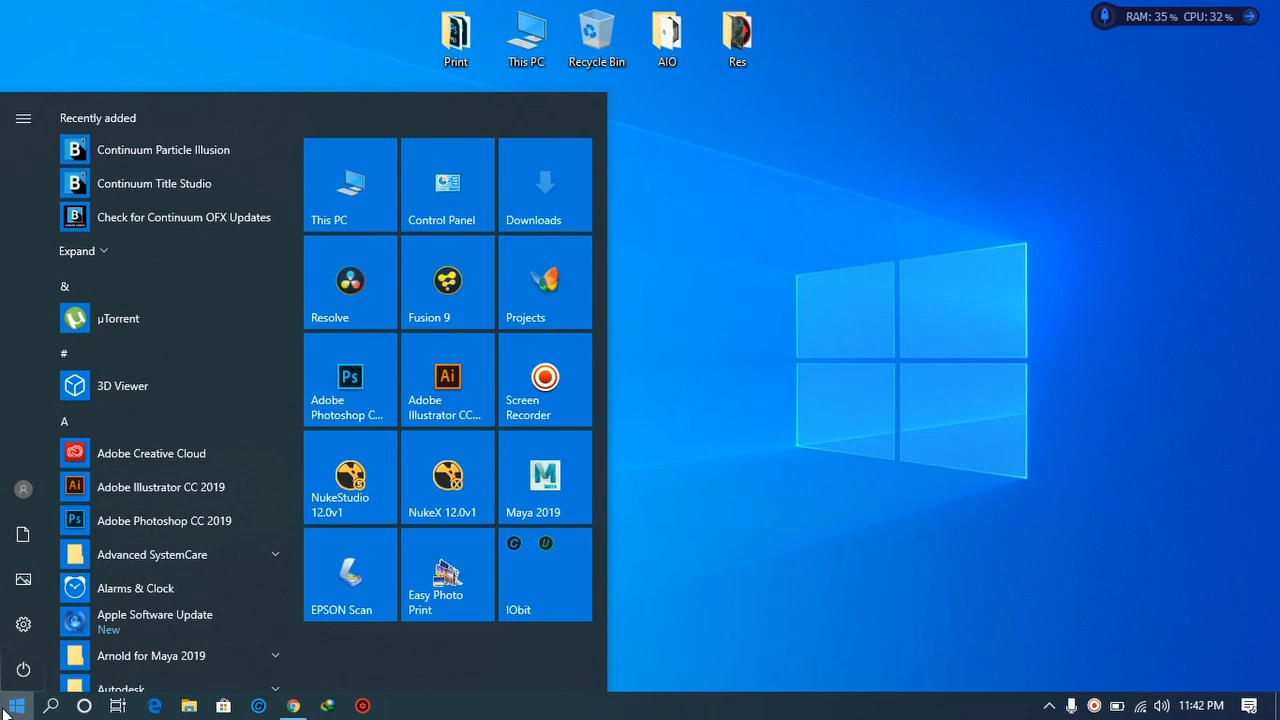 Print
This PC
Recycle Bin
AIO
Res
RAM: 35% CPU: 32%
Recently added
Continuum Particle Illusion
Continuum Title Studio
Check for Continuum OFX Updates
Expand
&
µTorrent
#
3D Viewer
A
Adobe Creative Cloud
Adobe Illustrator CC 2019
Adobe Photoshop CC 2019
Advanced SystemCare
Alarms & Clock
Apple Software Update
New
Arnold for Maya 2019
Autodesk
This PC
Control Panel
Downloads
Resolve
Fusion 9
Projects
Adobe
Photoshop C...
Adobe
Illustrator CC...
Screen
Recorder
NukeStudio
12.0v1
NukeX 12.0v1
Maya 2019
EPSON Scan
Easy Photo
Print
IObit
11:42 PM